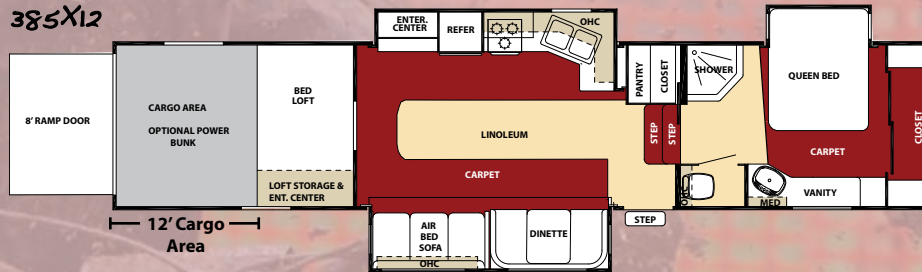 385X12
8' RAMP DOOR
CARGO AREA
OPTIONAL POWER
BUNK
BED
LOFT
LOFT STORAGE &
ENT. CENTER
12' Cargo
Area
ENTER.
CENTER
REFER
OHC
LINOLEUM
CARPET
AIR
BED
SOFA
OHC
DINETTE
STEP
PANTRY
CLOSET
STEP
STEP
SHOWER
OHC
MED
VANITY
QUEEN BED
CARPET
CLOSET